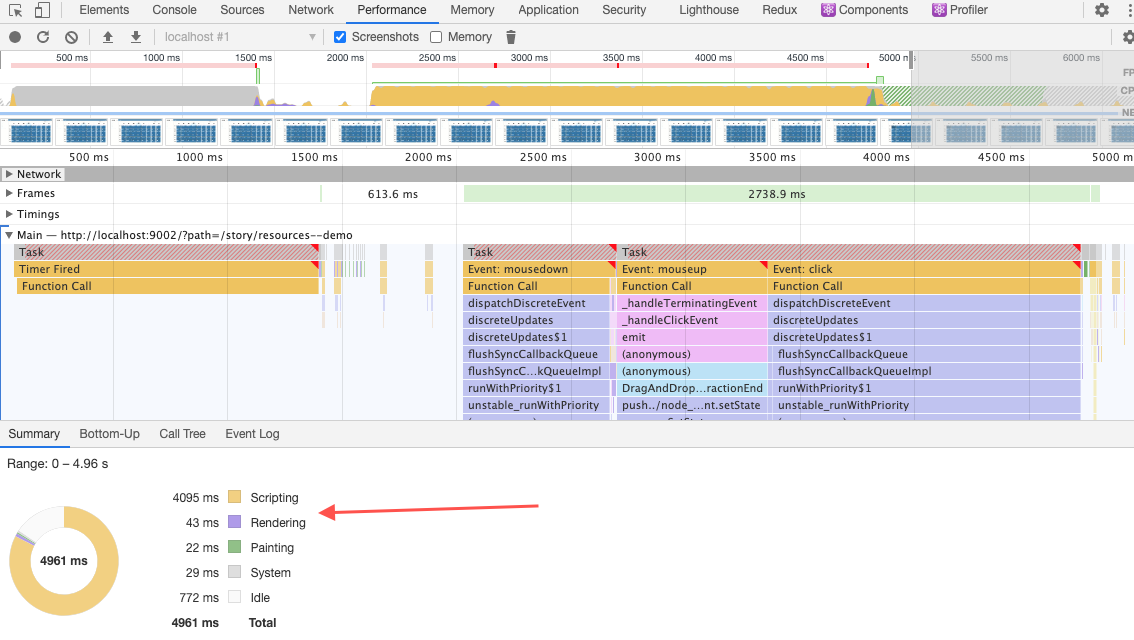 Elements Console Sources Network Performance Memory Application Security Lighthouse Redux Components Profiler
localhost #1 Screenshots Memory
500 ms 1000 ms 1500 ms 2000 ms 2500 ms 3000 ms 3500 ms 4000 ms 4500 ms 5000 5500 ms 6000 ms
FP
CP
NE
500 ms 1000 ms 1500 ms 2000 ms 2500 ms 3000 ms 3500 ms 4000 ms 4500 ms 5000 m
Network
Frames 613.6 ms 2738.9 ms
Timings
Main — http://localhost:9002/?path=/story/resources--demo
Task Task Task
Timer Fired Event: mousedown Event: mouseup Event: click
Function Call Function Call Function Call Function Call
dispatchDiscreteEvent _handleTerminatingEvent dispatchDiscreteEvent
discreteUpdates _handleClickEvent discreteUpdates
discreteUpdates$1 emit discreteUpdates$1
flushSyncCallbackQueue (anonymous) flushSyncCallbackQueue
flushSyncC…kQueueImpl (anonymous) flushSyncCallbackQueueImpl
runWithPriority$1 DragAndDrop…ractionEnd runWithPriority$1
unstable_runWithPriority push../node_…nt.setState unstable_runWithPriority
Summary Bottom-Up Call Tree Event Log
Range: 0 – 4.96 s
4095 ms Scripting
43 ms Rendering
22 ms Painting
29 ms System
772 ms Idle
4961 ms Total
4961 ms